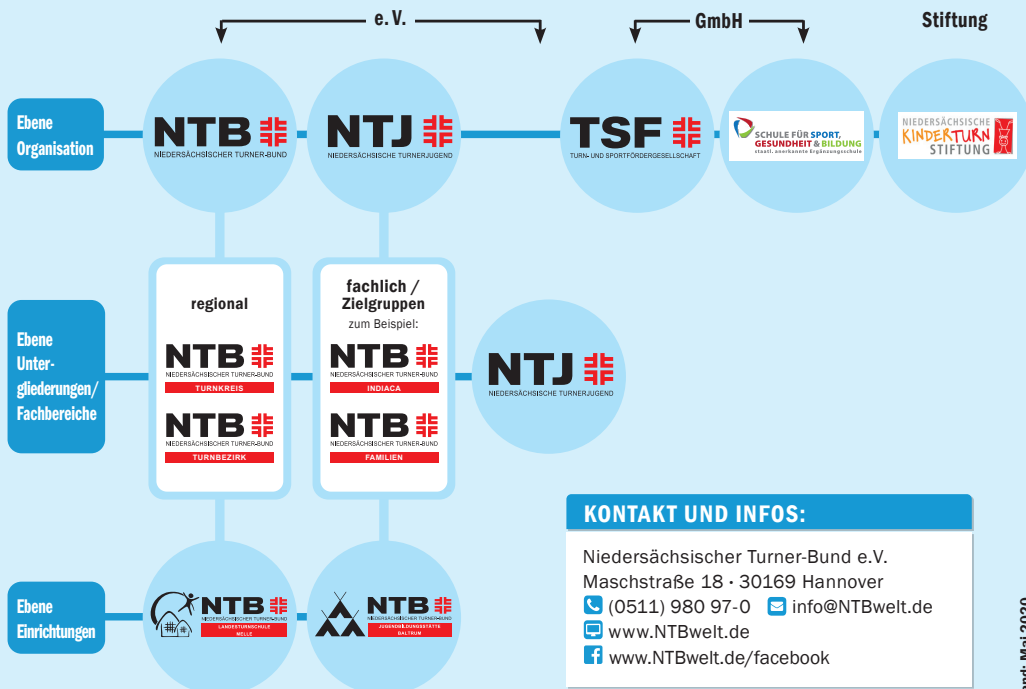 e. V.
GmbH
Stiftung
Ebene
Organisation
NTB
NIEDERSÄCHSISCHER TURNER-BUND
NTJ
NIEDERSÄCHSISCHE TURNERJUGEND
TSF
TURN- UND SPORTFÖRDERGESELLSCHAFT
SCHULE FÜR SPORT,
GESUNDHEIT & BILDUNG
staatl. anerkannte Ergänzungsschule
NIEDERSÄCHSISCHE
KINDERTURN
STIFTUNG
Ebene
Unter-
gliederungen/
Fachbereiche
regional
NTB
NIEDERSÄCHSISCHER TURNER-BUND
TURNKREIS
NTB
NIEDERSÄCHSISCHER TURNER-BUND
TURNBEZIRK
fachlich /
Zielgruppen
zum Beispiel:
NTB
NIEDERSÄCHSISCHER TURNER-BUND
INDIACA
NTB
NIEDERSÄCHSISCHER TURNER-BUND
FAMILIEN
NTJ
NIEDERSÄCHSISCHE TURNERJUGEND
Ebene
Einrichtungen
NTB
NIEDERSÄCHSISCHER TURNER-BUND
LANDESTURNSCHULE
MELLE
NTB
NIEDERSÄCHSISCHER TURNER-BUND
JUGENDBILDUNGSSTÄTTE
BALTRUM
KONTAKT UND INFOS:
Niedersächsischer Turner-Bund e.V.
Maschstraße 18 · 30169 Hannover
(0511) 980 97-0 info@NTBwelt.de
www.NTBwelt.de
www.NTBwelt.de/facebook
Mai 2020